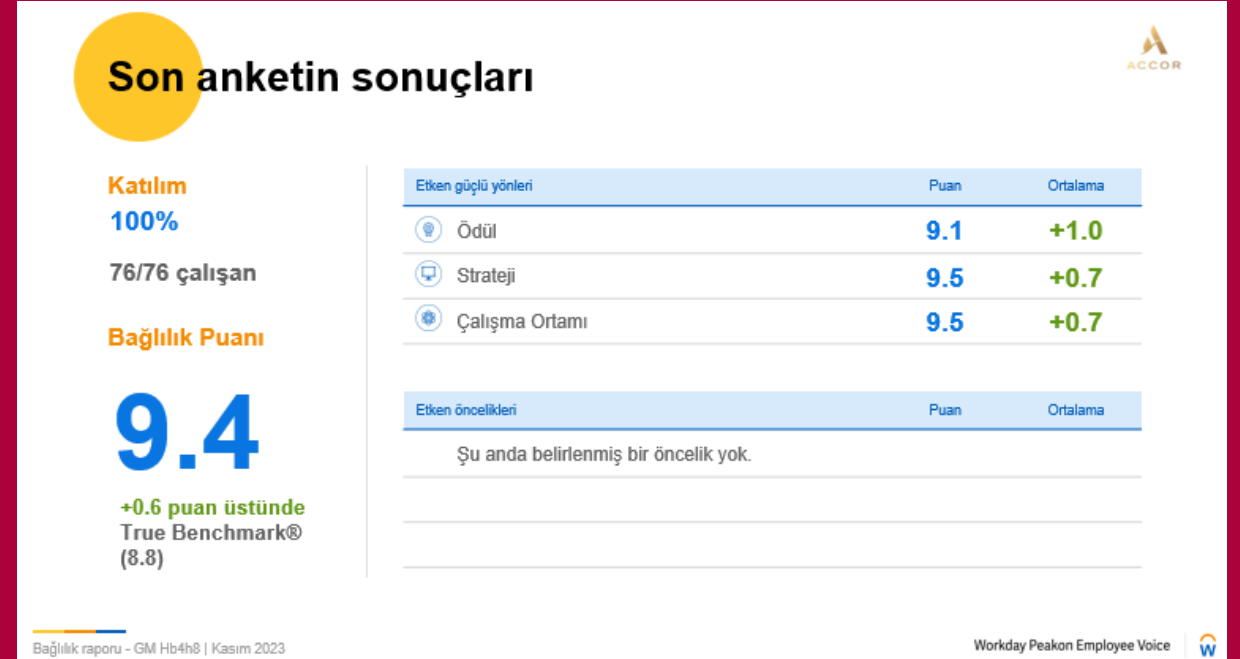 Son anketin sonuçları
ACCOR
Katılım
100%
76/76 çalışan
Bağlılık Puanı
9.4
+0.6 puan üstünde
True Benchmark®
(8.8)
Etken güçlü yönleri Puan Ortalama
Ödül 9.1 +1.0
Strateji 9.5 +0.7
Çalışma Ortamı 9.5 +0.7
Etken öncelikleri Puan Ortalama
Şu anda belirlenmiş bir öncelik yok.
Bağlılık raporu - GM Hb4h8 | Kasım 2023
Workday Peakon Employee Voice
w